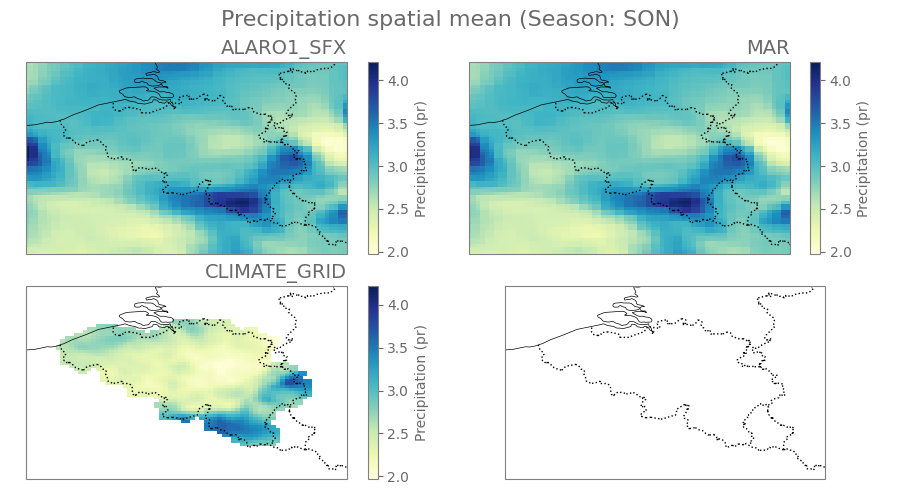 Precipitation spatial mean (Season: SON)
ALARO1_SFX
4.0
3.5
3.0
2.5
2.0
Precipitation (pr)
MAR
4.0
3.5
3.0
2.5
2.0
Precipitation (pr)
CLIMATE_GRID
4.0
3.5
3.0
2.5
2.0
Precipitation (pr)